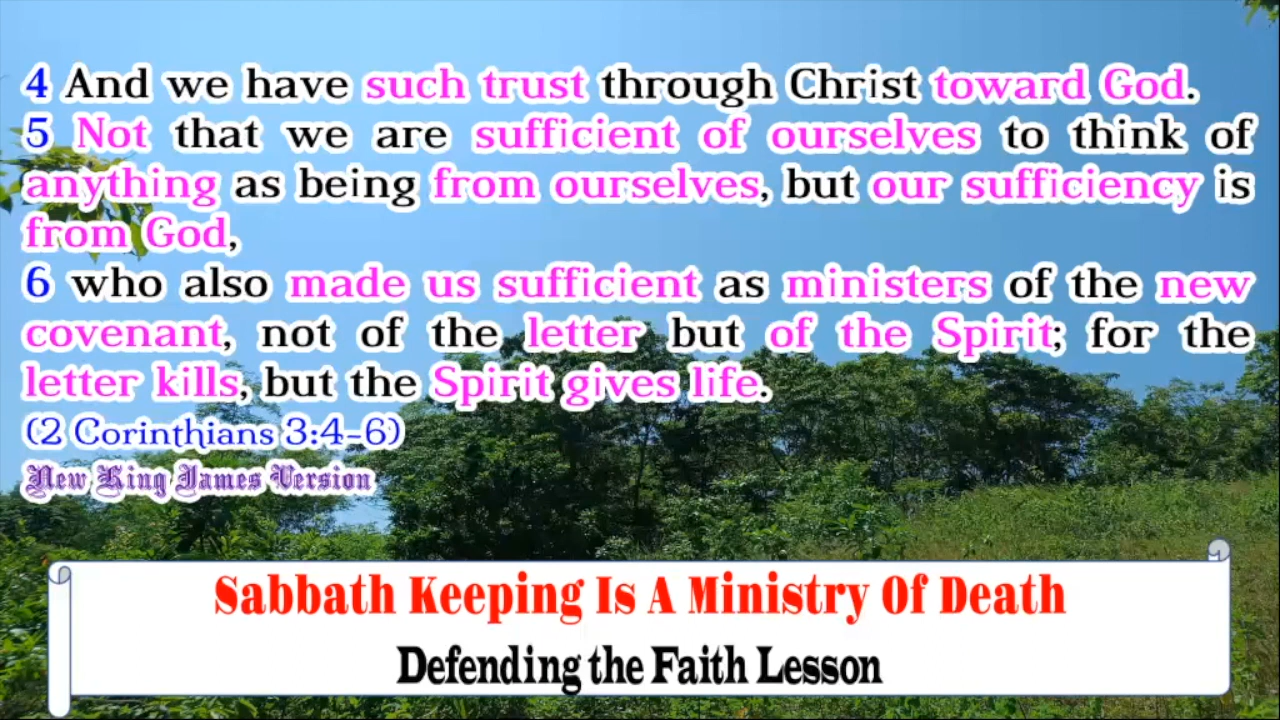 4 And we have such trust through Christ toward God.
5 Not that we are sufficient of ourselves to think of
anything as being from ourselves, but our sufficiency is
from God,
6 who also made us sufficient as ministers of the new
covenant, not of the letter but of the Spirit; for the
letter kills, but the Spirit gives life.
(2 Corinthians 3:4-6)
New King James Version
Sabbath Keeping Is A Ministry Of Death
Defending the Faith Lesson